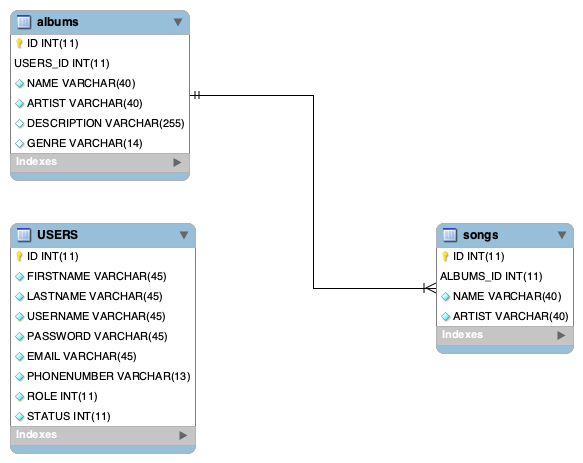 albums
ID INT(11)
USERS_ID INT(11)
NAME VARCHAR(40)
ARTIST VARCHAR(40)
DESCRIPTION VARCHAR(255)
GENRE VARCHAR(14)
Indexes
USERS
ID INT(11)
FIRSTNAME VARCHAR(45)
LASTNAME VARCHAR(45)
USERNAME VARCHAR(45)
PASSWORD VARCHAR(45)
EMAIL VARCHAR(45)
PHONENUMBER VARCHAR(13)
ROLE INT(11)
STATUS INT(11)
Indexes
songs
ID INT(11)
ALBUMS_ID INT(11)
NAME VARCHAR(40)
ARTIST VARCHAR(40)
Indexes